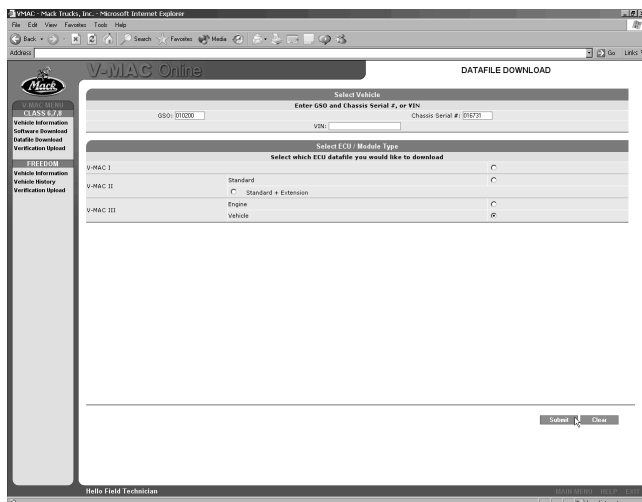 VMAC - Mack Trucks, Inc. - Microsoft Internet Explorer
File Edit View Favorites Tools Help
Back Search Favorites Media
Address Go Links
Mack
V-MAC Online
DATAFILE DOWNLOAD
V-MAC MENU
CLASS 6,7,8
Vehicle Information
Software Download
Datafile Download
Verification Upload
FREEDOM
Vehicle Information
Vehicle History
Verification Upload
Select Vehicle
Enter GSO and Chassis Serial #, or VIN
GSO: 010200 Chassis Serial #: 016731
VIN:
Select ECU / Module Type
Select which ECU datafile you would like to download
V-MAC I
V-MAC II
Standard
Standard + Extension
V-MAC III
Engine
Vehicle
Submit Clear
Hello Field Technician
MAIN MENU HELP EXIT